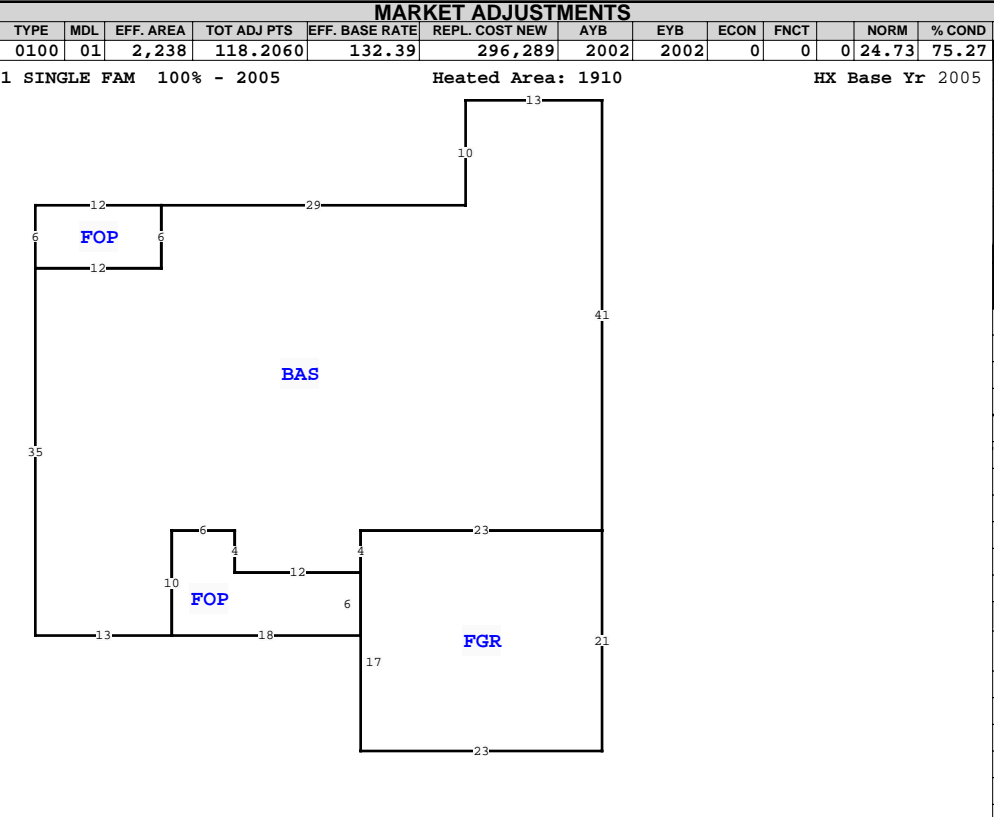 MARKET ADJUSTMENTS
TYPE MDL EFF. AREA TOT ADJ PTS EFF. BASE RATE REPL. COST NEW AYB EYB ECON FNCT NORM % COND
0100 01 2,238 118.2060 132.39 296,289 2002 2002 0 0 0 24.73 75.27
1 SINGLE FAM 100% - 2005 Heated Area: 1910 HX Base Yr 2005
13
10
12 29
6 FOP 6
12
41
BAS
35
6 23
4 4
12
10
FOP 6
13 18
FGR 21
17
23